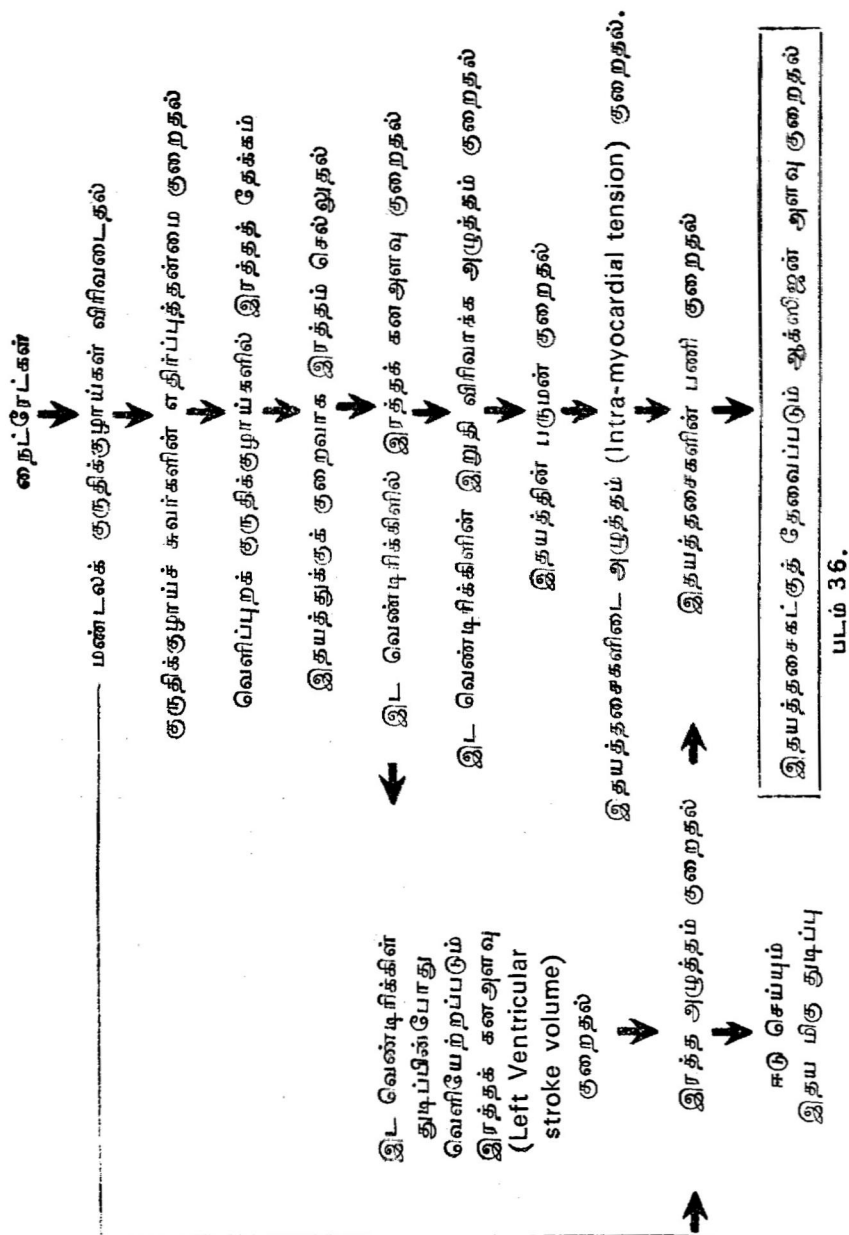 நைட்ரேட்கள்
மண்டலக் குருதிக்குழாய்கள் விரிவடைதல்
குருதிக்குழாய்ச் சுவர்களின் எதிர்ப்புத்தன்மை குறைதல்
வெளிப்புறக் குருதிக்குழாய்களில் இரத்தத் தேக்கம்
இதயத்துக்குக் குறைவாக இரத்தம் செல்லுதல்
இட வெண்டிரிக்கிளில் இரத்தக் கனஅளவு குறைதல்
இட வெண்டிரிக்கிளின் இறுதி விரிவாக்க அழுத்தம் குறைதல்
இதயத்தின் பருமன் குறைதல்
இதயத்தசைகளிடை அழுத்தம் (Intra-myocardial tension) குறைதல்.
இதயத்தசைகளின் பணி குறைதல்
இதயத்தசைகட்குத் தேவைப்படும் ஆக்ஸிஜன் அளவு குறைதல்
இட வெண்டிரிக்கிள்
துடிப்பின்போது
வெளியேற்றப்படும்
இரத்தக் கனஅளவு
(Left Ventricular
stroke volume)
குறைதல்
இரத்த அழுத்தம் குறைதல்
ஈடு செய்யும்
இதய மிகு துடிப்பு
படம் 36.